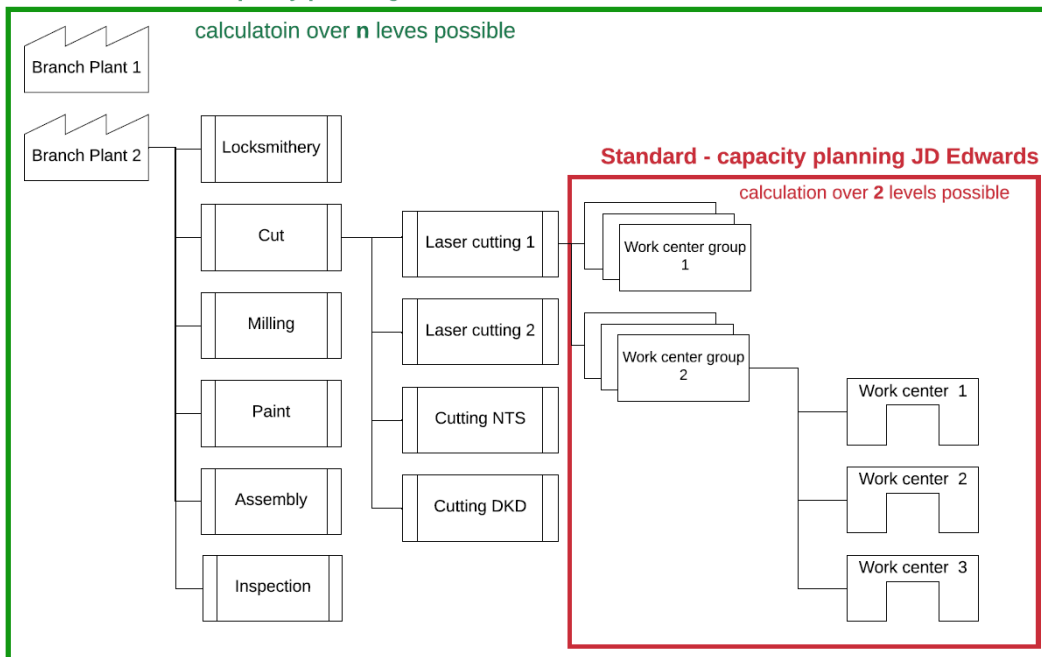 calculatoin over n leves possible
Branch Plant 1
Branch Plant 2
Locksmithery
Cut
Milling
Paint
Assembly
Inspection
Laser cutting 1
Laser cutting 2
Cutting NTS
Cutting DKD
Standard - capacity planning JD Edwards
calculation over 2 levels possible
Work center group
1
Work center group
2
Work center 1
Work center 2
Work center 3